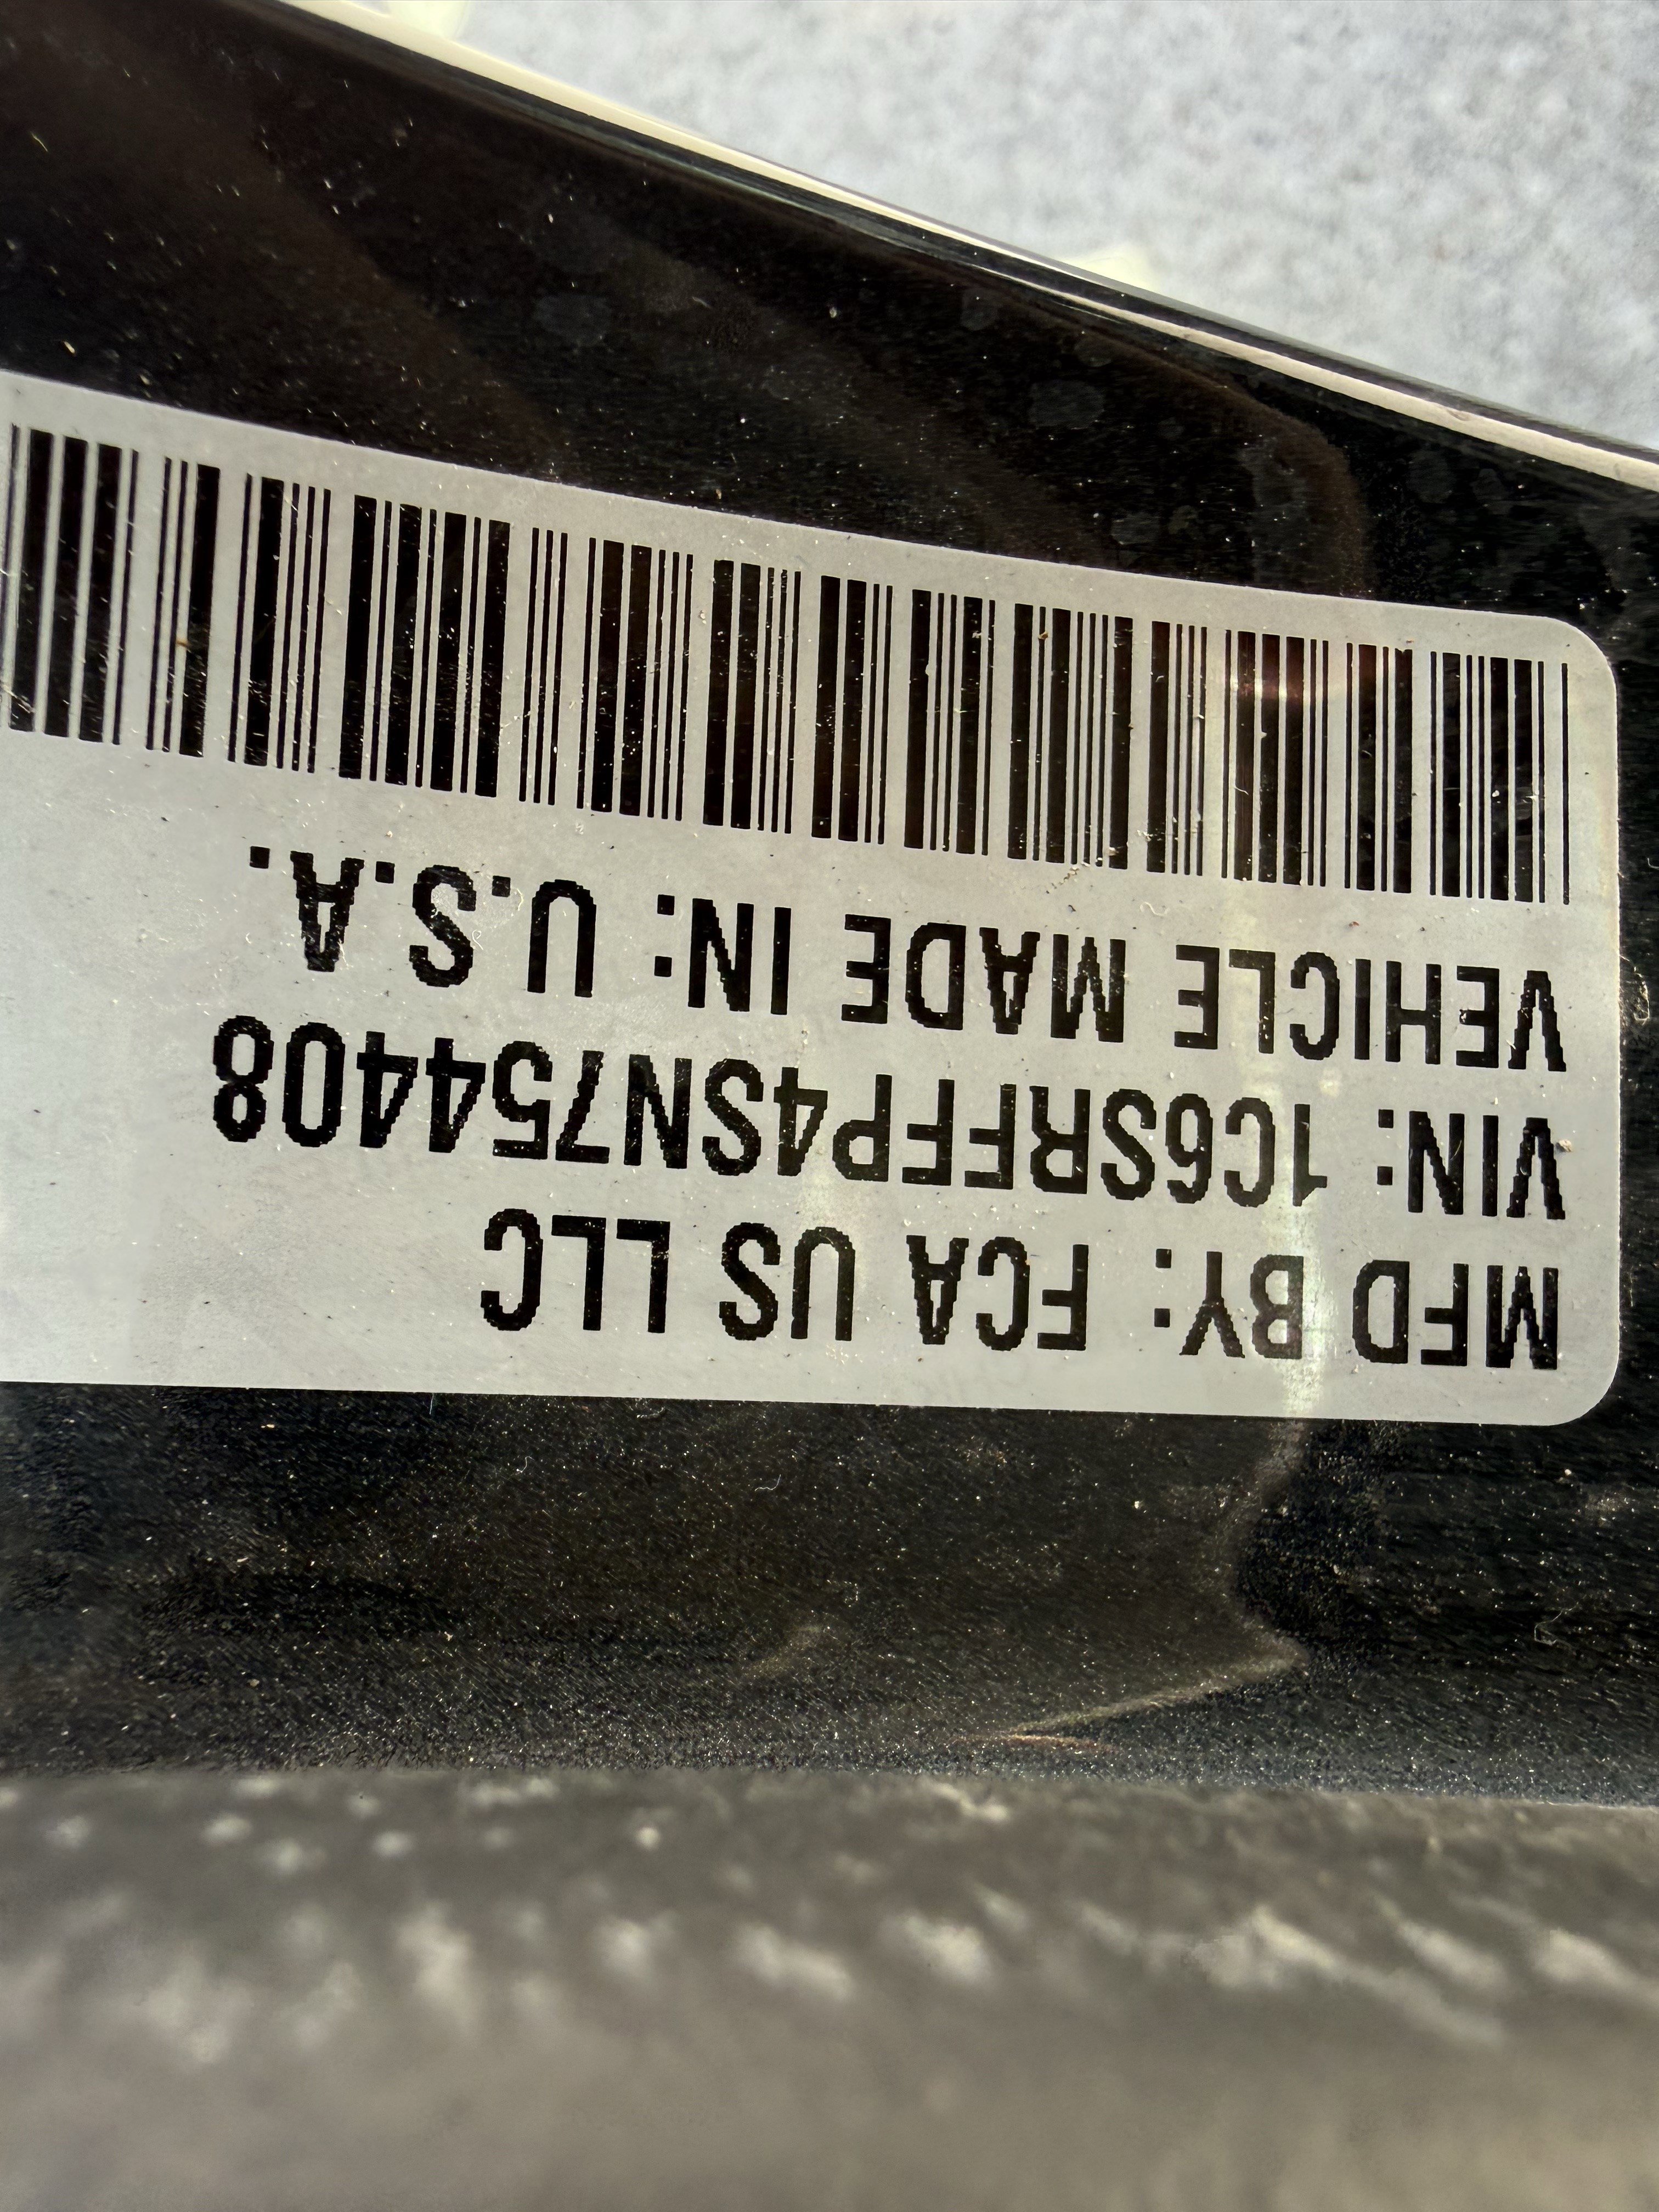 MFD BY: FCA US LLC
VIN: 1C6SRFFP4SN754408
VEHICLE MADE IN: U.S.A.